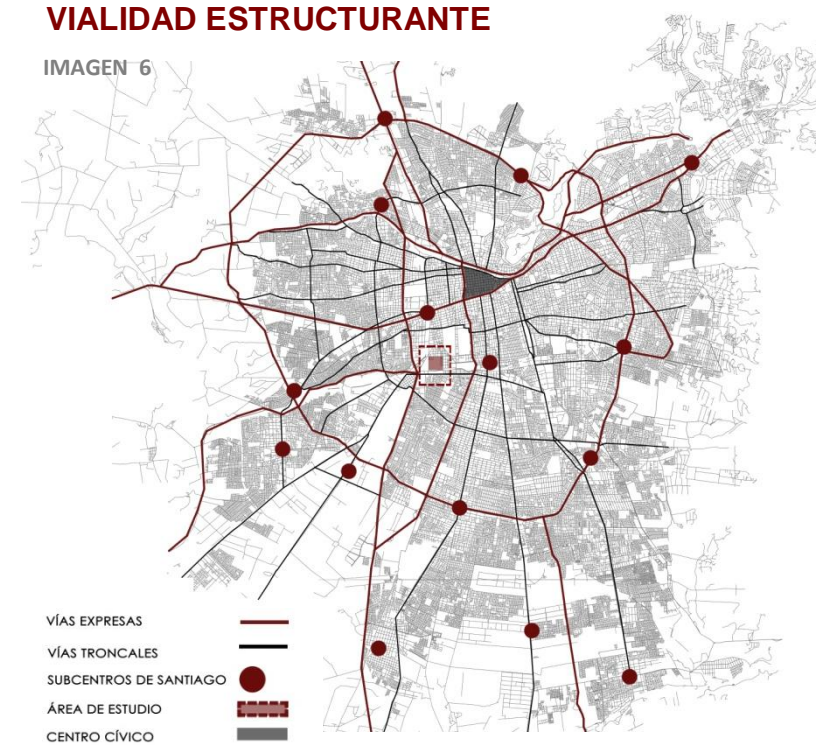 VIALIDAD ESTRUCTURANTE
IMAGEN 6
VÍAS EXPRESAS
VÍAS TRONCALES
SUBCENTROS DE SANTIAGO
ÁREA DE ESTUDIO
CENTRO CÍVICO